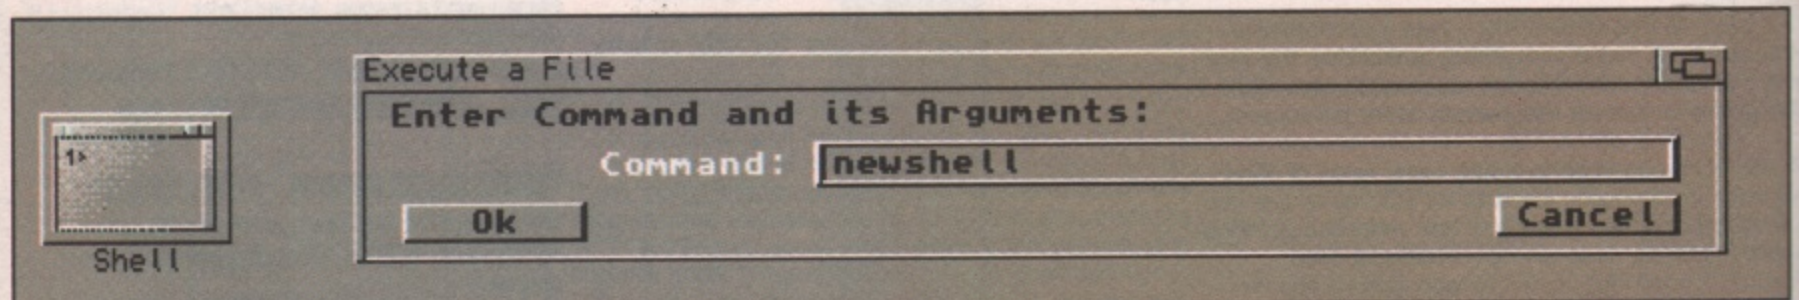 Execute a File
Enter Command and its Arguments:
Command: newshell
Ok Cancel
1>
Shell